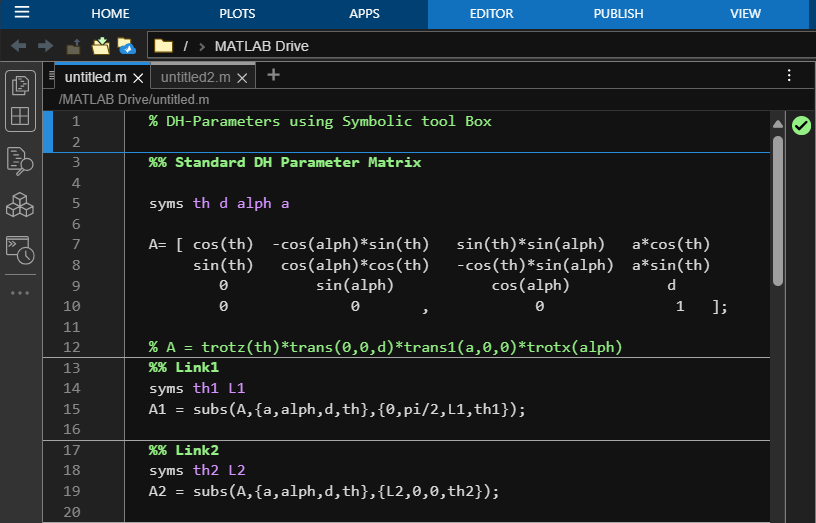 HOME PLOTS APPS EDITOR PUBLISH VIEW
/ > MATLAB Drive
untitled.m × untitled2.m × +
/MATLAB Drive/untitled.m
1 % DH-Parameters using Symbolic tool Box
2
3 %% Standard DH Parameter Matrix
4
5 syms th d alph a
6
7 A= [ cos(th) -cos(alph)*sin(th) sin(th)*sin(alph) a*cos(th)
8 sin(th) cos(alph)*cos(th) -cos(th)*sin(alph) a*sin(th)
9 0 sin(alph) cos(alph) d
10 0 0 , 0 1 ];
11
12 % A = trotz(th)*trans(0,0,d)*trans1(a,0,0)*trotx(alph)
13 %% Link1
14 syms th1 L1
15 A1 = subs(A,{a,alph,d,th},{0,pi/2,L1,th1});
16
17 %% Link2
18 syms th2 L2
19 A2 = subs(A,{a,alph,d,th},{L2,0,0,th2});
20